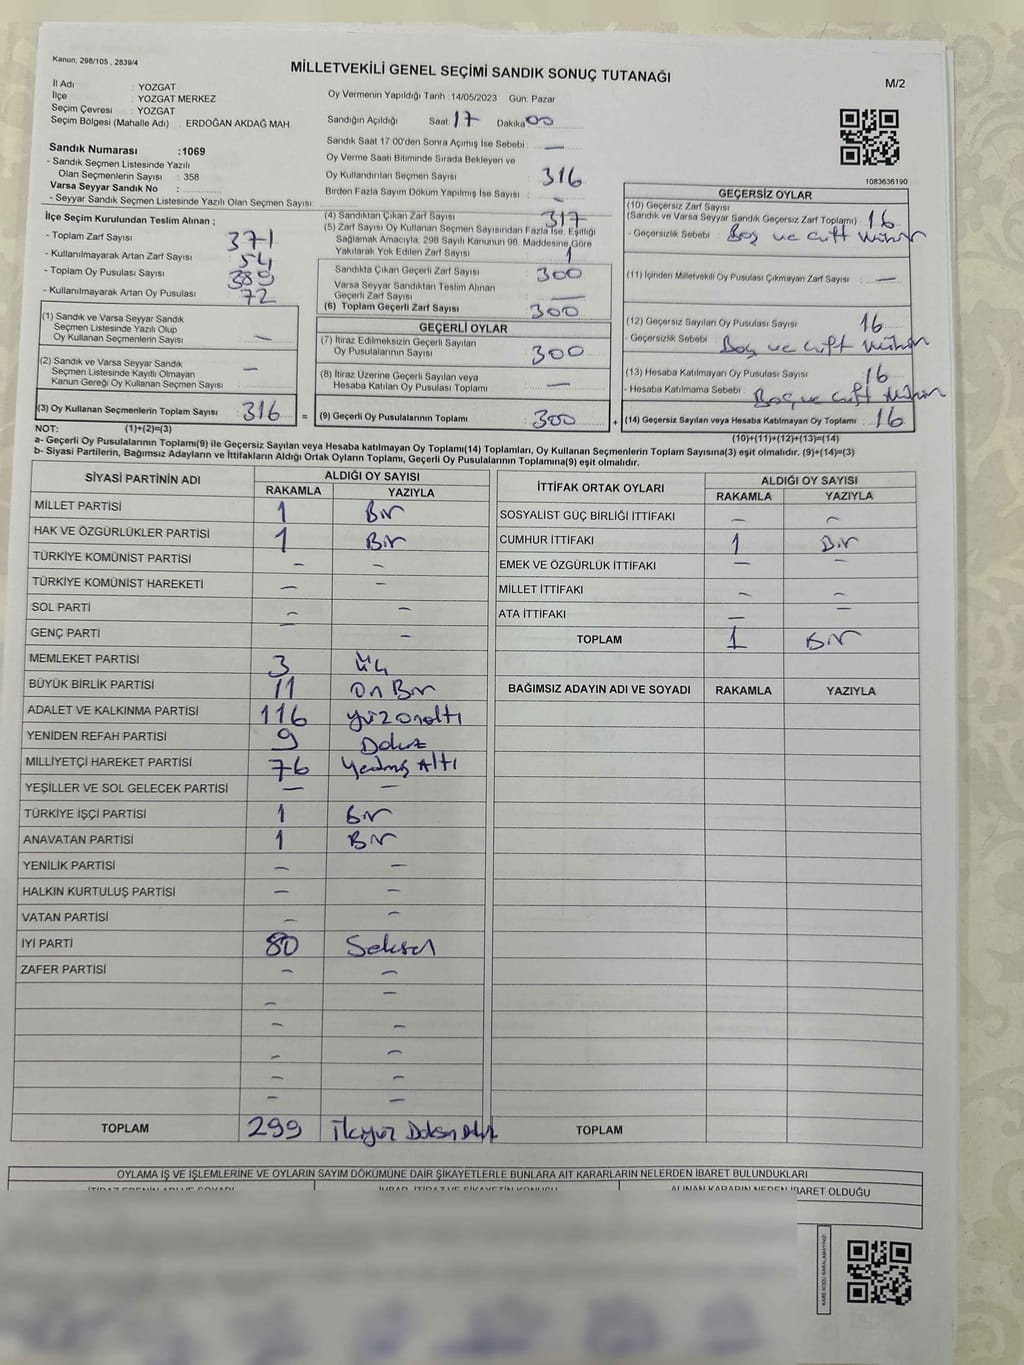 Kanun, 298/105 , 2839/4
MİLLETVEKİLİ GENEL SEÇİMİ SANDIK SONUÇ TUTANAĞI
M/2
İl Adı : YOZGAT
İlçe : YOZGAT MERKEZ
Seçim Çevresi : YOZGAT
Seçim Bölgesi (Mahalle Adı) : ERDOĞAN AKDAĞ MAH.
Oy Vermenin Yapıldığı Tarih :14/05/2023 Gün: Pazar
Sandığın Açıldığı Saat 17 Dakika 00
Sandık Saat 17.00'den Sonra Açımış İse Sebebi : —
Oy Verme Saati Bitiminde Sırada Bekleyen ve
Oy Kullandırılan Seçmen Sayısı 316
Birden Fazla Sayım Döküm Yapılmış İse Sayısı : -
Sandık Numarası :1069
- Sandık Seçmen Listesinde Yazılı
Olan Seçmenlerin Sayısı : 358
Varsa Seyyar Sandık No :
- Seyyar Sandık Seçmen Listesinde Yazılı Olan Seçmen Sayısı:
1083636190
İlçe Seçim Kurulundan Teslim Alınan ;
- Toplam Zarf Sayısı 371
- Kullanılmayarak Artan Zarf Sayısı 54
- Toplam Oy Pusulası Sayısı 389
- Kullanılmayarak Artan Oy Pusulası 72
(1) Sandık ve Varsa Seyyar Sandık
Seçmen Listesinde Yazılı Olup
Oy Kullanan Seçmenlerin Sayısı : —
(2) Sandık ve Varsa Seyyar Sandık
Seçmen Listesinde Kayıtlı Olmayan
Kanun Gereği Oy Kullanan Seçmen Sayısı : —
(3) Oy Kullanan Seçmenlerin Toplam Sayısı 316 =
(4) Sandıktan Çıkan Zarf Sayısı 317
(5) Zarf Sayısı Oy Kullanan Seçmen Sayısından Fazla İse, Eşitliği
Sağlamak Amacıyla, 298 Sayılı Kanunun 98. Maddesine Göre
Yakılarak Yok Edilen Zarf Sayısı 1
Sandıkta Çıkan Geçerli Zarf Sayısı 300
Varsa Seyyar Sandıktan Teslim Alınan
Geçerli Zarf Sayısı —
(6) Toplam Geçerli Zarf Sayısı 300
GEÇERLİ OYLAR
(7) İtiraz Edilmeksizin Geçerli Sayılan
Oy Pusulalarının Sayısı 300
(8) İtiraz Üzerine Geçerli Sayılan veya
Hesaba Katılan Oy Pusulası Toplamı —
(9) Geçerli Oy Pusulalarının Toplamı 300 +
GEÇERSİZ OYLAR
(10) Geçersiz Zarf Sayısı
(Sandık ve Varsa Seyyar Sandık Geçersiz Zarf Toplamı) 16
- Geçersizlik Sebebi : Boş ve Çift Mühür
(11) İçinden Milletvekili Oy Pusulası Çıkmayan Zarf Sayısı : —
(12) Geçersiz Sayılan Oy Pusulası Sayısı 16
- Geçersizlik Sebebi Boş ve Çift Mühür
(13) Hesaba Katılmayan Oy Pusulası Sayısı 16
- Hesaba Katılmama Sebebi : Boş ve Çift Mühür
(14) Geçersiz Sayılan veya Hesaba Katılmayan Oy Toplamı 16
NOT: (1)+(2)=(3)
(10)+(11)+(12)+(13)=(14)
a- Geçerli Oy Pusulalarının Toplamı(9) ile Geçersiz Sayılan veya Hesaba katılmayan Oy Toplamı(14) Toplamları, Oy Kullanan Seçmenlerin Toplam Sayısına(3) eşit olmalıdır. (9)+(14)=(3)
b- Siyasi Partilerin, Bağımsız Adayların ve İttifakların Aldığı Ortak Oyların Toplamı, Geçerli Oy Pusulalarının Toplamına(9) eşit olmalıdır.
SİYASİ PARTİNİN ADI ALDIĞI OY SAYISI
RAKAMLA YAZIYLA
MİLLET PARTİSİ 1 Bir
HAK VE ÖZGÜRLÜKLER PARTİSİ 1 Bir
TÜRKİYE KOMÜNİST PARTİSİ — —
TÜRKİYE KOMÜNİST HAREKETİ — —
SOL PARTİ — —
GENÇ PARTİ — —
MEMLEKET PARTİSİ 3 Üç
BÜYÜK BİRLİK PARTİSİ 11 On Bir
ADALET VE KALKINMA PARTİSİ 116 yüz onaltı
YENİDEN REFAH PARTİSİ 9 Dokuz
MİLLİYETÇİ HAREKET PARTİSİ 76 Yetmiş Altı
YEŞİLLER VE SOL GELECEK PARTİSİ — —
TÜRKİYE İŞÇİ PARTİSİ 1 Bir
ANAVATAN PARTİSİ 1 Bir
YENİLİK PARTİSİ — —
HALKIN KURTULUŞ PARTİSİ — —
VATAN PARTİSİ — —
İYİ PARTİ 80 Seksen
ZAFER PARTİSİ — —
— —
— —
— —
— —
— —
TOPLAM 299 İkiyüz Doksan Dokuz
İTTİFAK ORTAK OYLARI ALDIĞI OY SAYISI
RAKAMLA YAZIYLA
SOSYALİST GÜÇ BİRLİĞİ İTTİFAKI — —
CUMHUR İTTİFAKI 1 Bir
EMEK VE ÖZGÜRLÜK İTTİFAKI — —
MİLLET İTTİFAKI — —
ATA İTTİFAKI — —
TOPLAM 1 Bir
BAĞIMSIZ ADAYIN ADI VE SOYADI RAKAMLA YAZIYLA
TOPLAM
OYLAMA İŞ VE İŞLEMLERİNE VE OYLARIN SAYIM DÖKÜMÜNE DAİR ŞİKAYETLERLE BUNLARA AİT KARARLARIN NELERDEN İBARET BULUNDUKLARI
ALINAN KARARIN NEDEN İBARET OLDUĞU